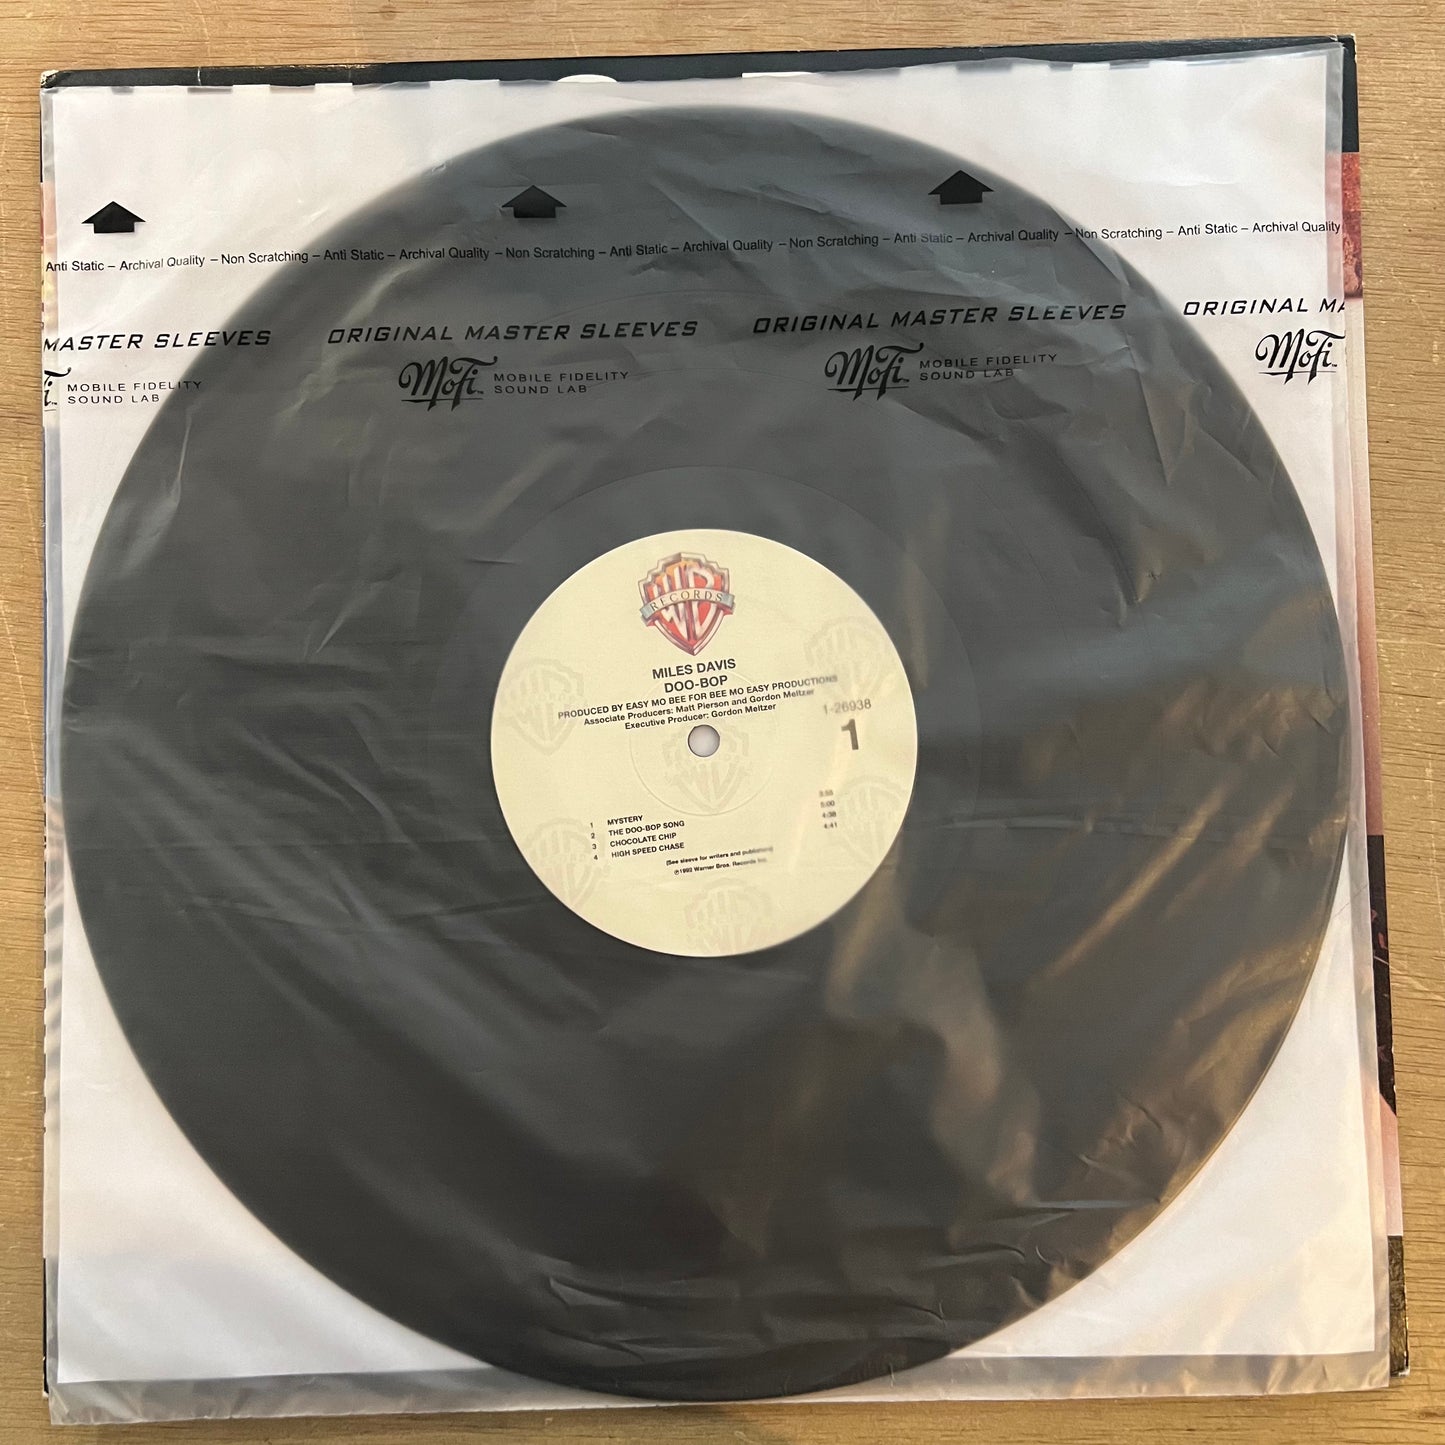 Anti Static – Archival Quality – Non Scratching – Anti Static – Archival Quality – Non Scratching – Anti Static – Archival Quality – Non Scratching – Anti Static – Archival Quality – Non Scratching – Anti Static – Archival Quality
MASTER SLEEVES ORIGINAL MASTER SLEEVES ORIGINAL MASTER SLEEVES ORIGINAL
MOBILE FIDELITY MoFi™ MOBILE FIDELITY MoFi™ MOBILE FIDELITY MoFi
SOUND LAB SOUND LAB SOUND LAB
WB
RECORDS
MILES DAVIS
DOO-BOP
PRODUCED BY EASY MO BEE FOR BEE MO EASY PRODUCTIONS
Associate Producers: Matt Pierson and Gordon Meltzer
Executive Producer: Gordon Meltzer
1-26938
1
1 MYSTERY 3:55
2 THE DOO-BOP SONG 5:00
3 CHOCOLATE CHIP 4:38
4 HIGH SPEED CHASE 4:41
(See sleeve for writers and publishers)
℗1992 Warner Bros. Records Inc.